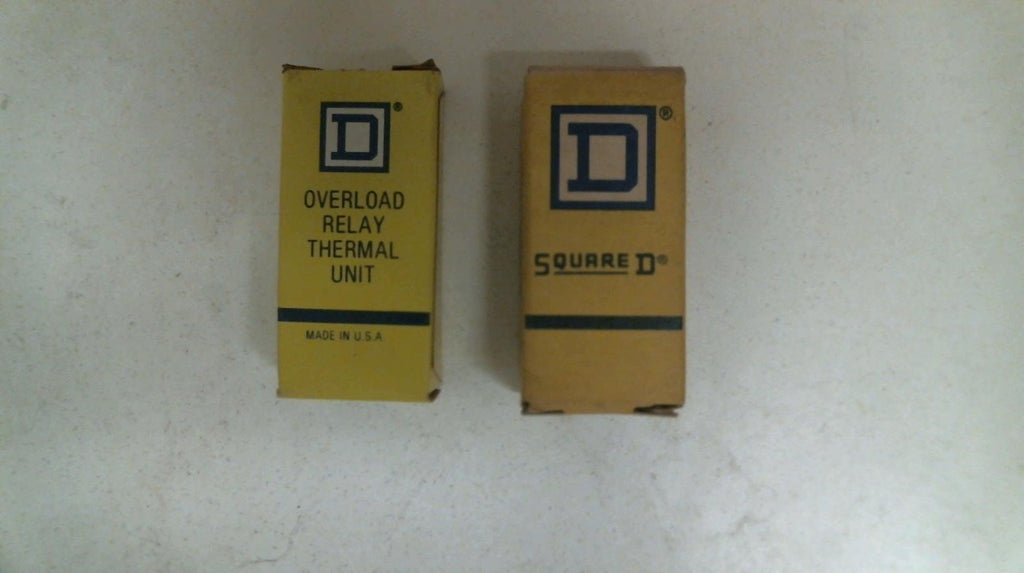 D®
OVERLOAD
RELAY
THERMAL
UNIT
MADE IN U.S.A.
D®
SQUARE D®